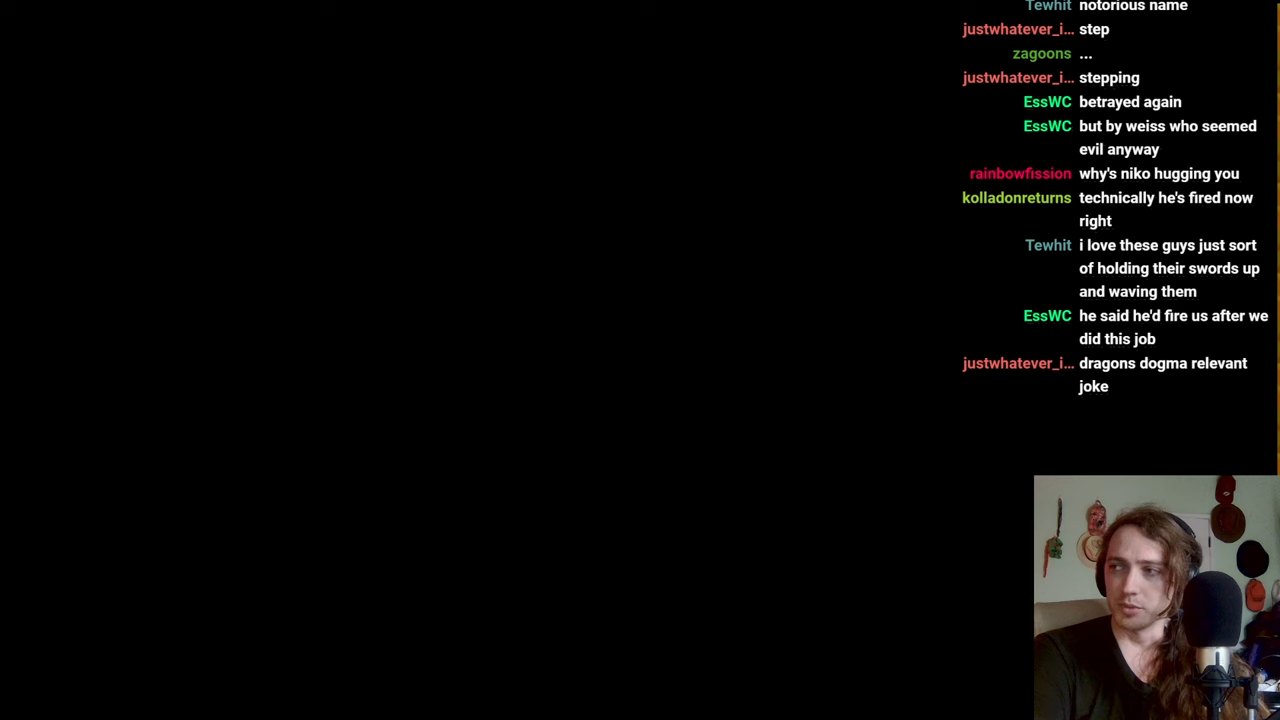 Tewhit notorious name
justwhatever_i... step
zagoons ...
justwhatever_i... stepping
EssWC betrayed again
EssWC but by weiss who seemed
evil anyway
rainbowfission why's niko hugging you
kolladonreturns technically he's fired now
right
Tewhit i love these guys just sort
of holding their swords up
and waving them
EssWC he said he'd fire us after we
did this job
justwhatever_i... dragons dogma relevant
joke